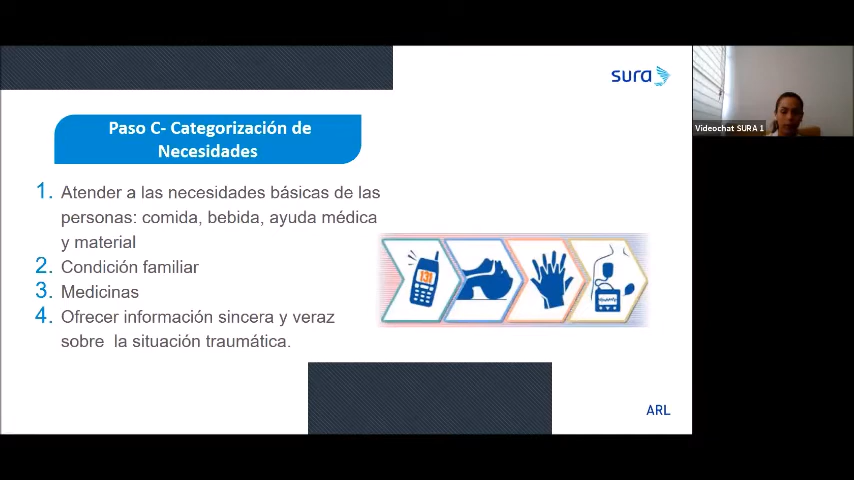 sura
Videochat SURA 1
Paso C- Categorización de
Necesidades
1. Atender a las necesidades básicas de las
personas: comida, bebida, ayuda médica
y material
2. Condición familiar
3. Medicinas
4. Ofrecer información sincera y veraz
sobre la situación traumática.
131
ARL